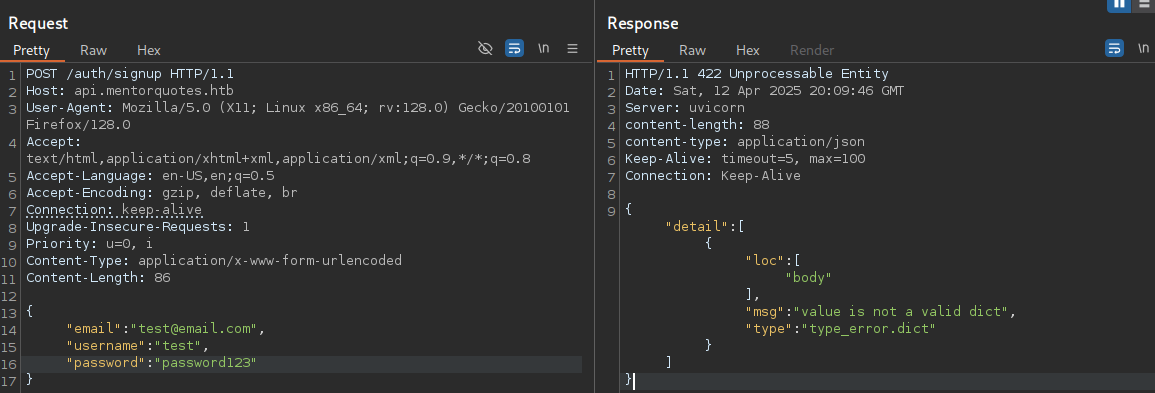 Request
Pretty Raw Hex \n
1 POST /auth/signup HTTP/1.1
2 Host: api.mentorquotes.htb
3 User-Agent: Mozilla/5.0 (X11; Linux x86_64; rv:128.0) Gecko/20100101
Firefox/128.0
4 Accept:
text/html,application/xhtml+xml,application/xml;q=0.9,*/*;q=0.8
5 Accept-Language: en-US,en;q=0.5
6 Accept-Encoding: gzip, deflate, br
7 Connection: keep-alive
8 Upgrade-Insecure-Requests: 1
9 Priority: u=0, i
10 Content-Type: application/x-www-form-urlencoded
11 Content-Length: 86
12
13 {
14 "email":"test@email.com",
15 "username":"test",
16 "password":"password123"
17 }
Response
Pretty Raw Hex Render \n
1 HTTP/1.1 422 Unprocessable Entity
2 Date: Sat, 12 Apr 2025 20:09:46 GMT
3 Server: uvicorn
4 content-length: 88
5 content-type: application/json
6 Keep-Alive: timeout=5, max=100
7 Connection: Keep-Alive
8
9 {
"detail":[
{
"loc":[
"body"
],
"msg":"value is not a valid dict",
"type":"type_error.dict"
}
]
}